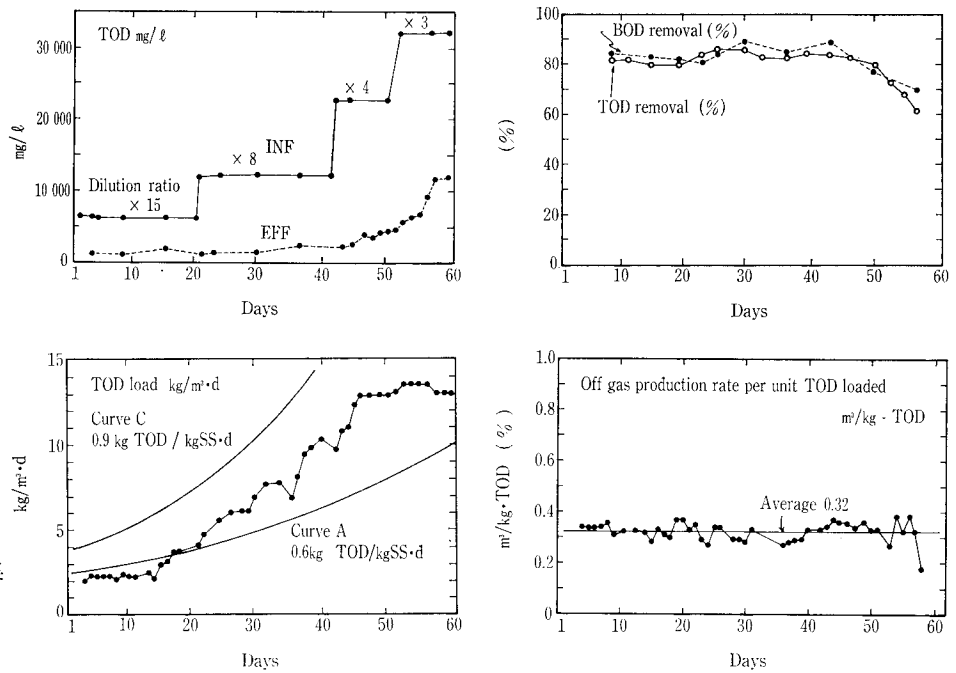 TOD mg/ℓ
× 3
30 000
× 4
20 000
mg/ℓ
× 8
INF
Dilution ratio
× 15
10 000
EFF
0
1 10 20 30 40 50 60
Days
100
BOD removal (%)
80
TOD removal (%)
60
(%)
40
20
0
1 10 20 30 40 50 60
Days
15
TOD load kg/m³·d
Curve C
0.9 kg TOD / kgSS·d
10
kg/m³·d
5
Curve A
0.6kg TOD/kgSS·d
0
1 10 20 30 40 50 60
Days
1.0
Off gas production rate per unit TOD loaded
m³/kg · TOD
0.8
0.6
m³/kg·TOD (%)
Average 0.32
0.4
0.2
0
1 10 20 30 40 50 60
Days